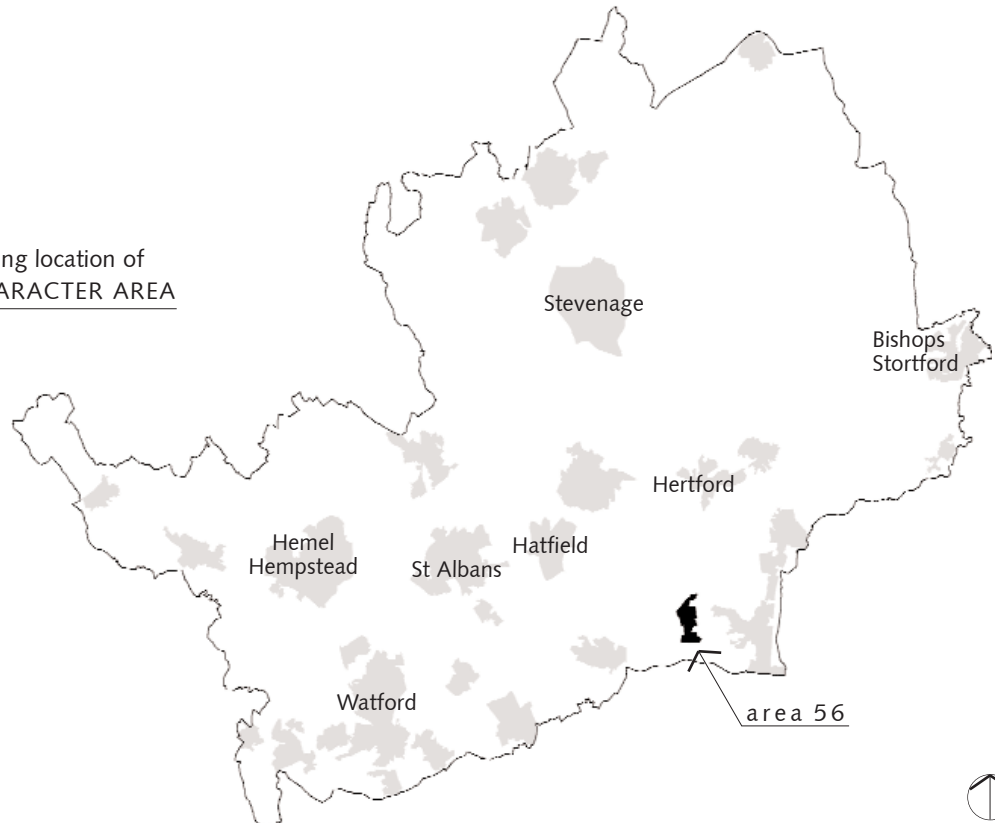 ng location of
ARACTER AREA
Stevenage
Bishops
Stortford
Hertford
Hemel
Hempstead
St Albans
Hatfield
Watford
area 56